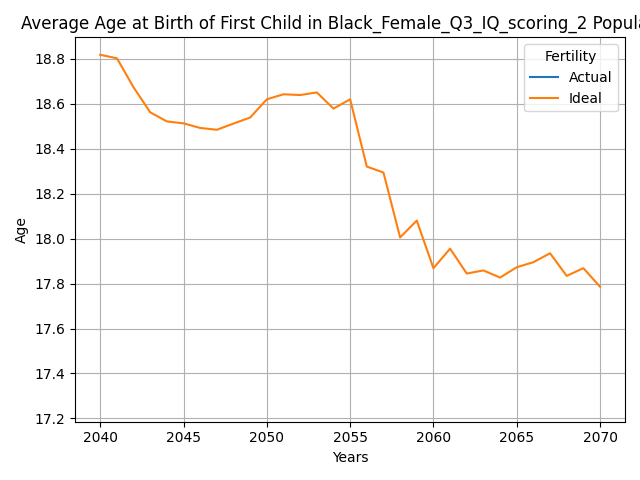 Average Age at Birth of First Child in Black_Female_Q3_IQ_scoring_2 Popula
Fertility
Actual
Ideal
18.8
18.6
18.4
18.2
18.0
17.8
17.6
17.4
17.2
Age
2040
2045
2050
2055
2060
2065
2070
Years